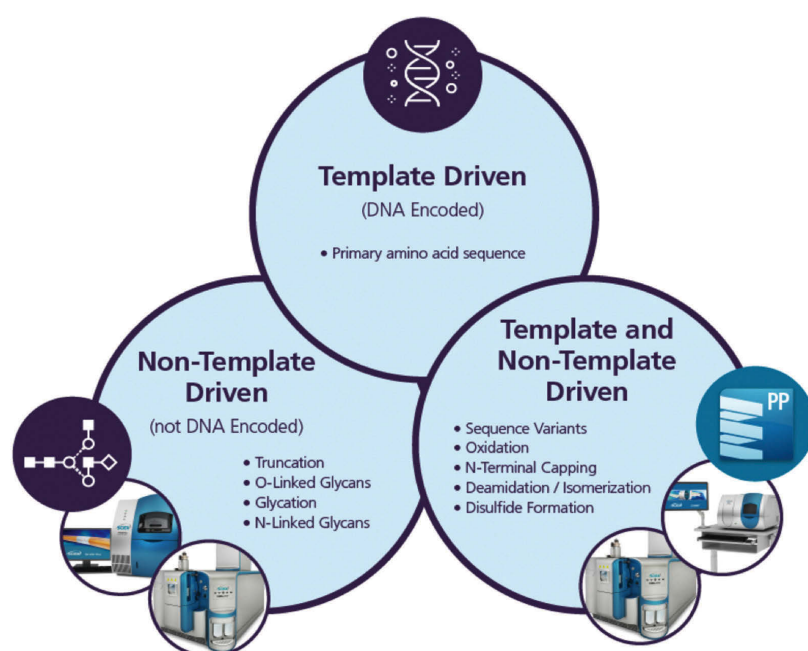 Template Driven
(DNA Encoded)
• Primary amino acid sequence
Non-Template
Driven
(not DNA Encoded)
• Truncation
• O-Linked Glycans
• Glycation
• N-Linked Glycans
Template and
Non-Template
Driven
• Sequence Variants
• Oxidation
• N-Terminal Capping
• Deamidation / Isomerization
• Disulfide Formation
PP